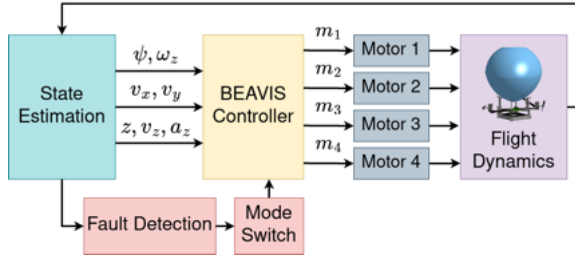 State
Estimation
ψ, ω_z
v_x, v_y
z, v_z, a_z
BEAVIS
Controller
m_1
m_2
m_3
m_4
Motor 1
Motor 2
Motor 3
Motor 4
Flight
Dynamics
Fault Detection
Mode
Switch